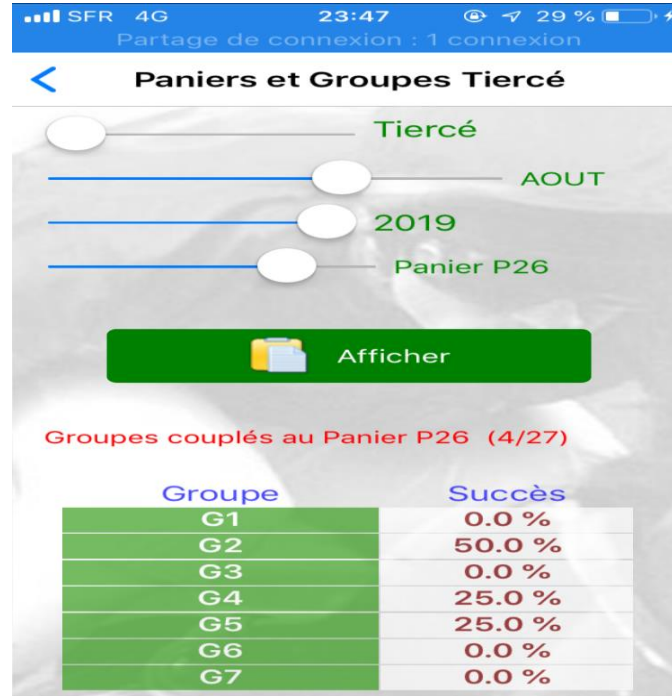 SFR 4G 23:47 29 %
Partage de connexion : 1 connexion
Paniers et Groupes Tiercé
Tiercé
AOUT
2019
Panier P26
Afficher
Groupes couplés au Panier P26 (4/27)
Groupe Succès
G1 0.0 %
G2 50.0 %
G3 0.0 %
G4 25.0 %
G5 25.0 %
G6 0.0 %
G7 0.0 %